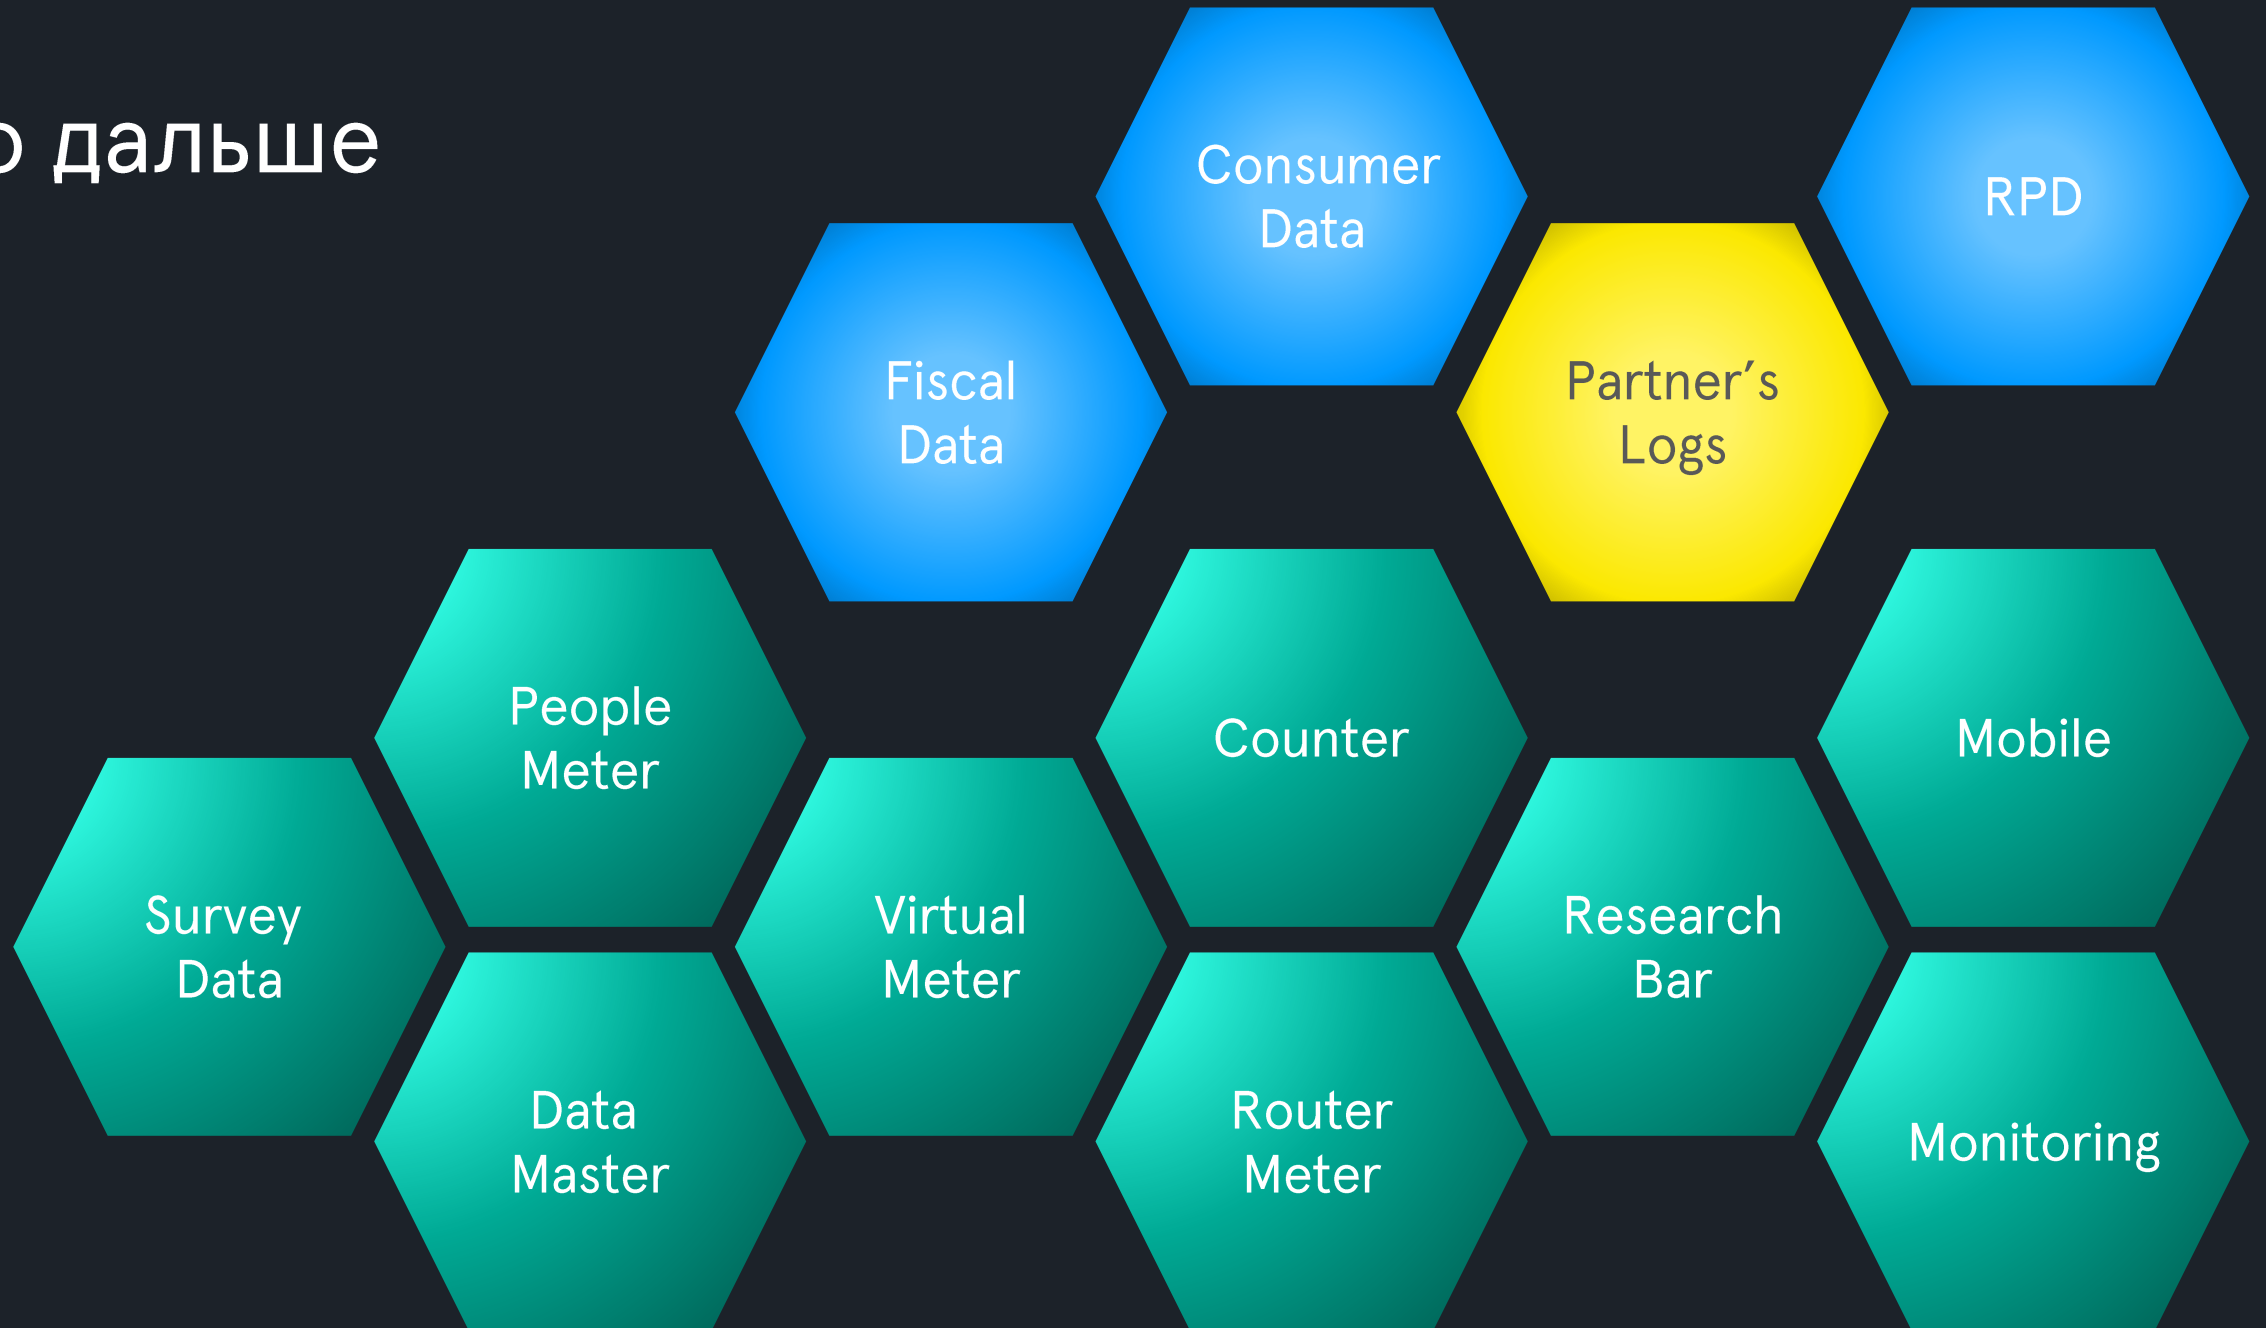 о дальше
Consumer
Data
RPD
Fiscal
Data
Partner’s
Logs
People
Meter
Counter
Mobile
Survey
Data
Virtual
Meter
Research
Bar
Data
Master
Router
Meter
Monitoring